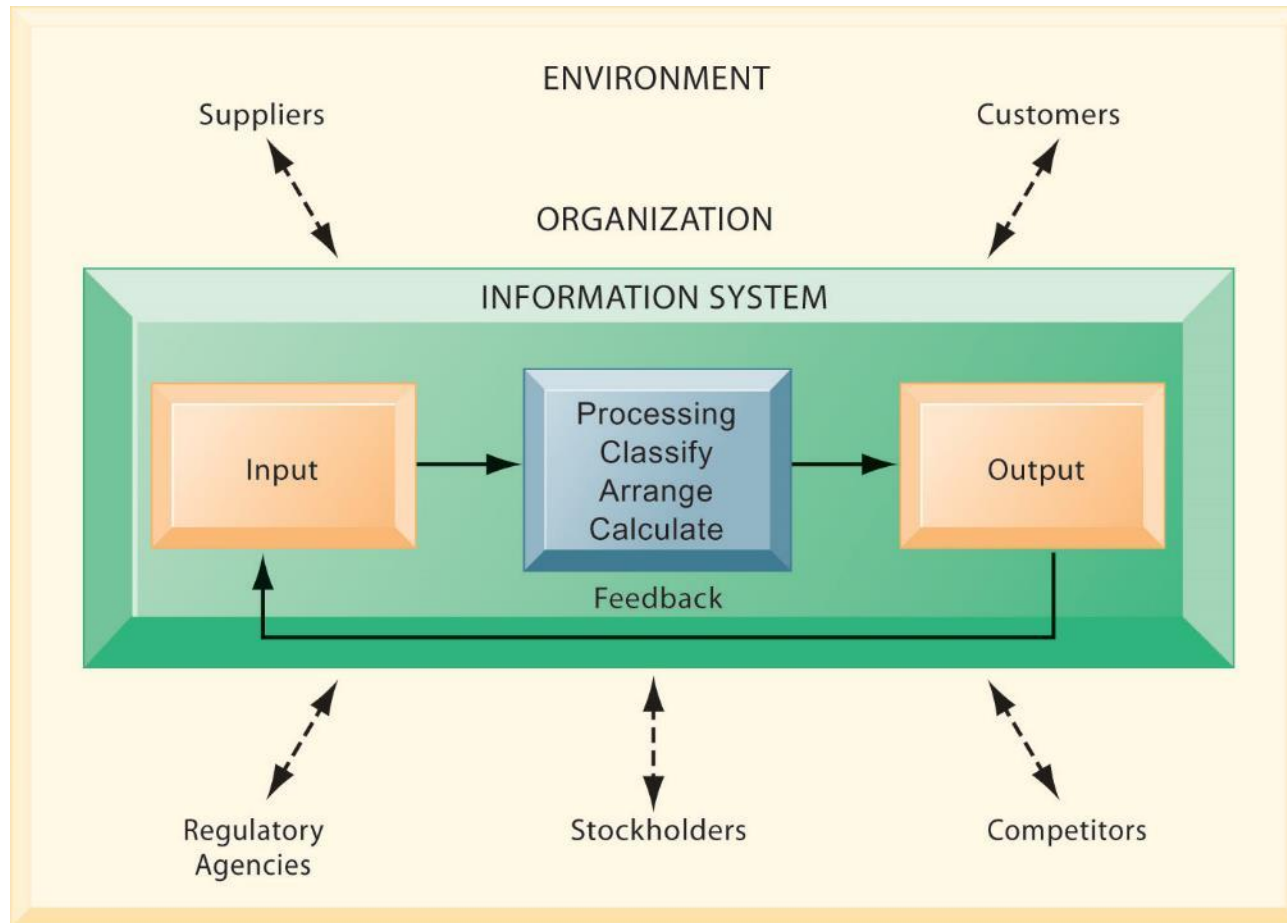 ENVIRONMENT
Suppliers
Customers
ORGANIZATION
INFORMATION SYSTEM
Input
Processing
Classify
Arrange
Calculate
Output
Feedback
Regulatory
Agencies
Stockholders
Competitors